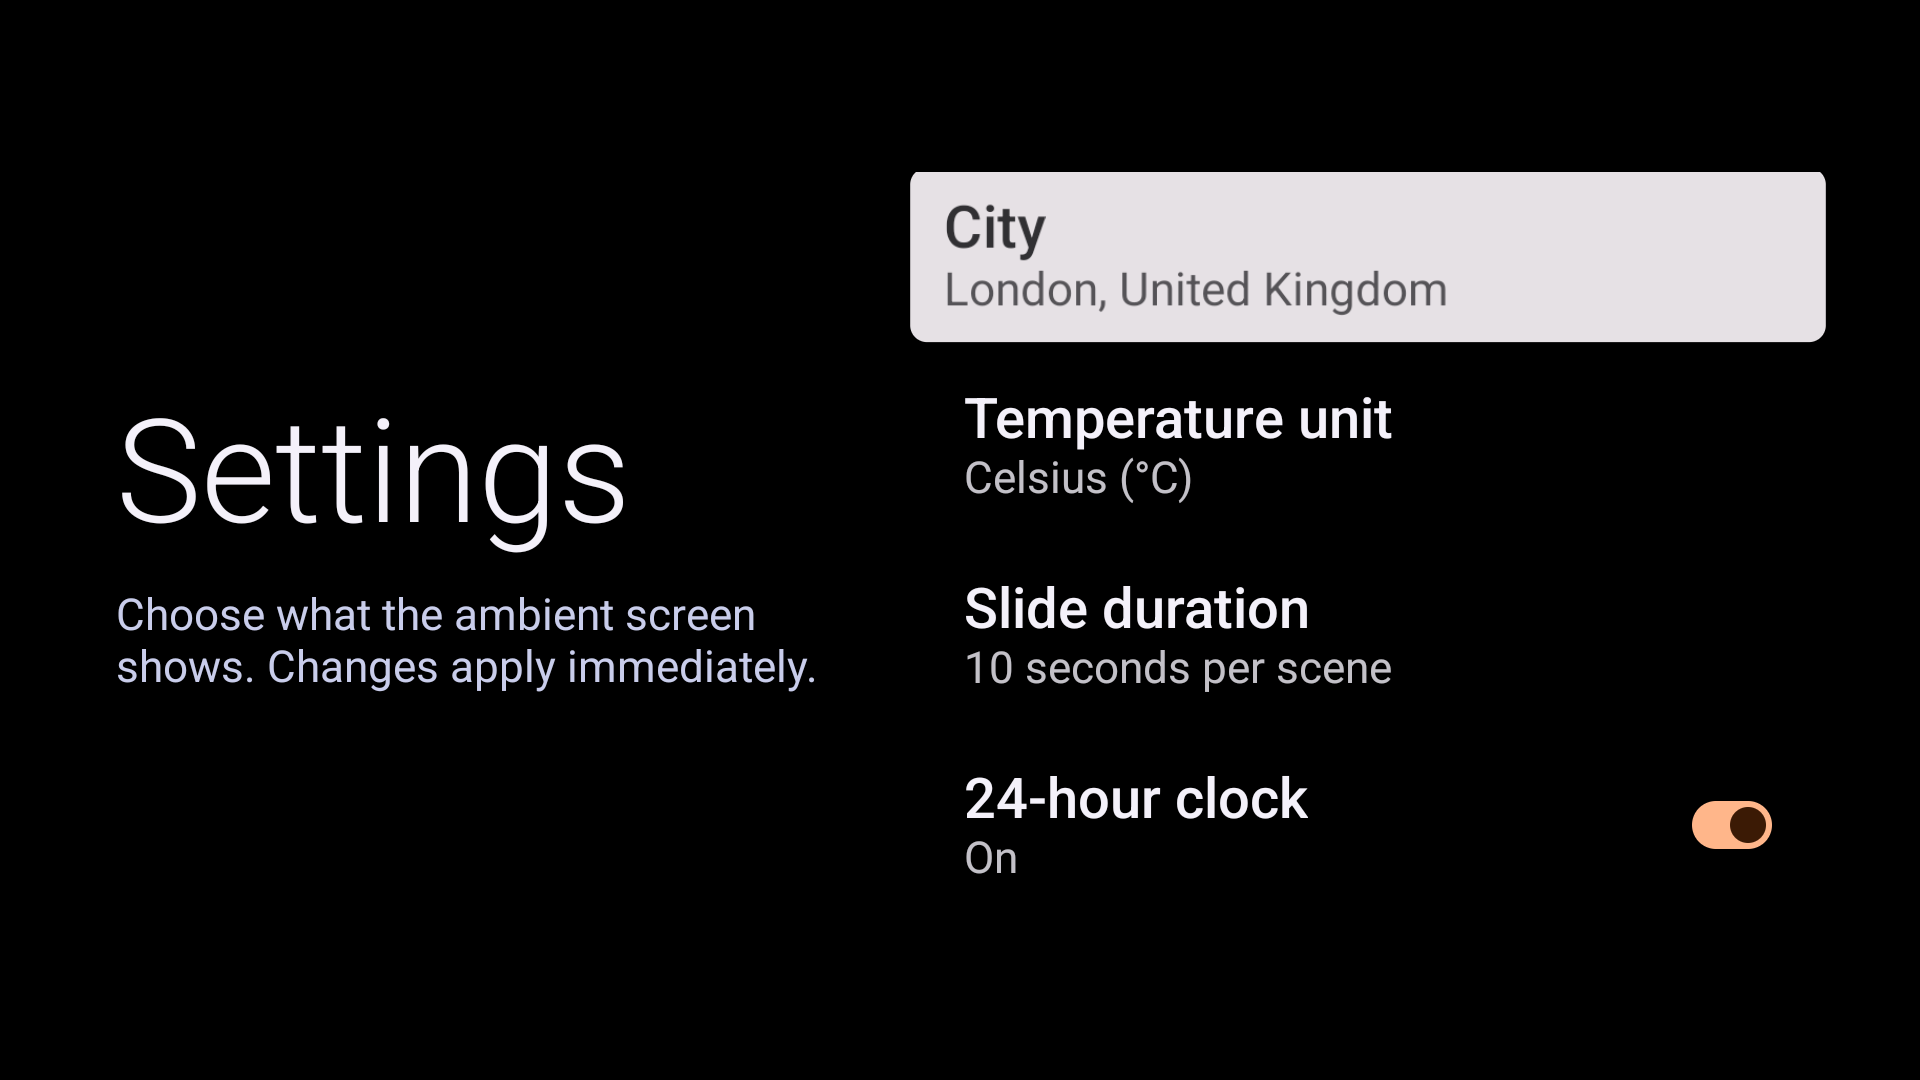 Settings
Choose what the ambient screen
shows. Changes apply immediately.
City
London, United Kingdom
Temperature unit
Celsius (°C)
Slide duration
10 seconds per scene
24-hour clock
On